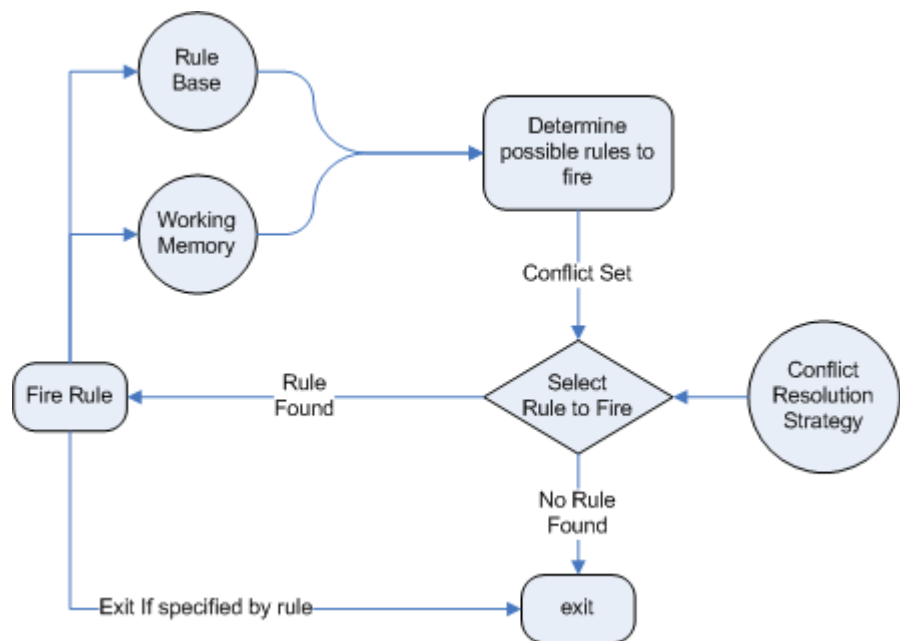 Rule
Base
Determine
possible rules to
fire
Working
Memory
Conflict Set
Fire Rule
Rule
Found
Select
Rule to Fire
Conflict
Resolution
Strategy
No Rule
Found
Exit If specified by rule
exit